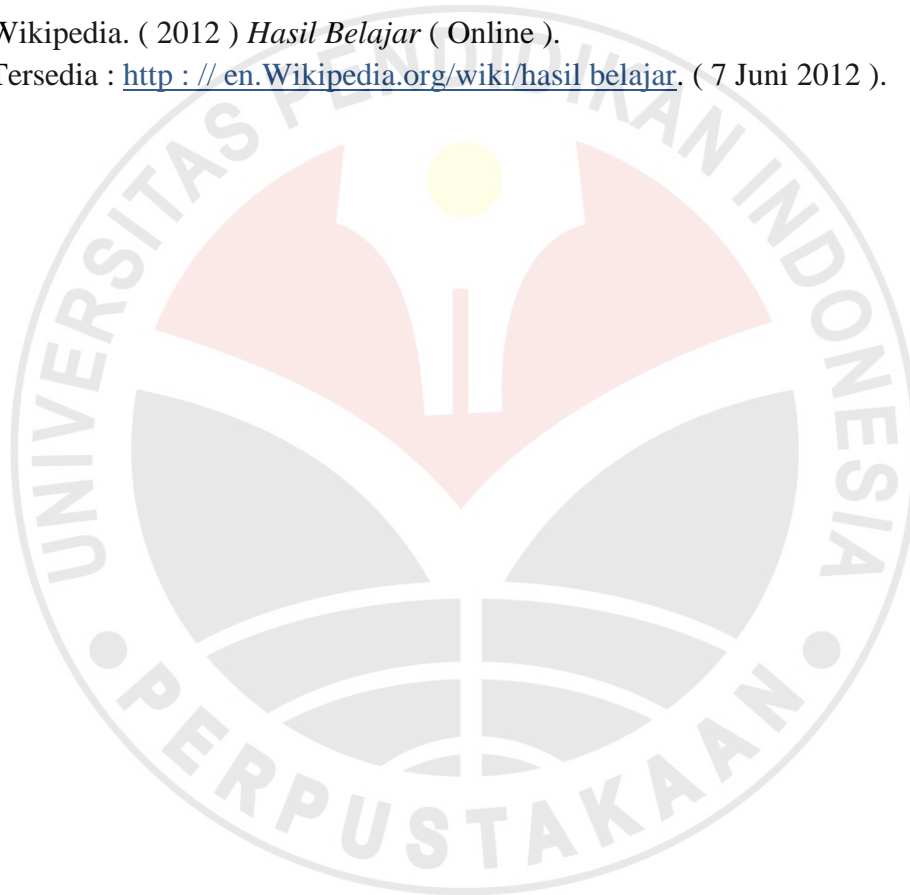 Wikipedia. ( 2012 ) Hasil Belajar ( Online ).
Tersedia : http : // en.Wikipedia.org/wiki/hasil belajar. ( 7 Juni 2012 ).
UNIVERSITAS PENDIDIKAN INDONESIA
PERPUSTAKAAN